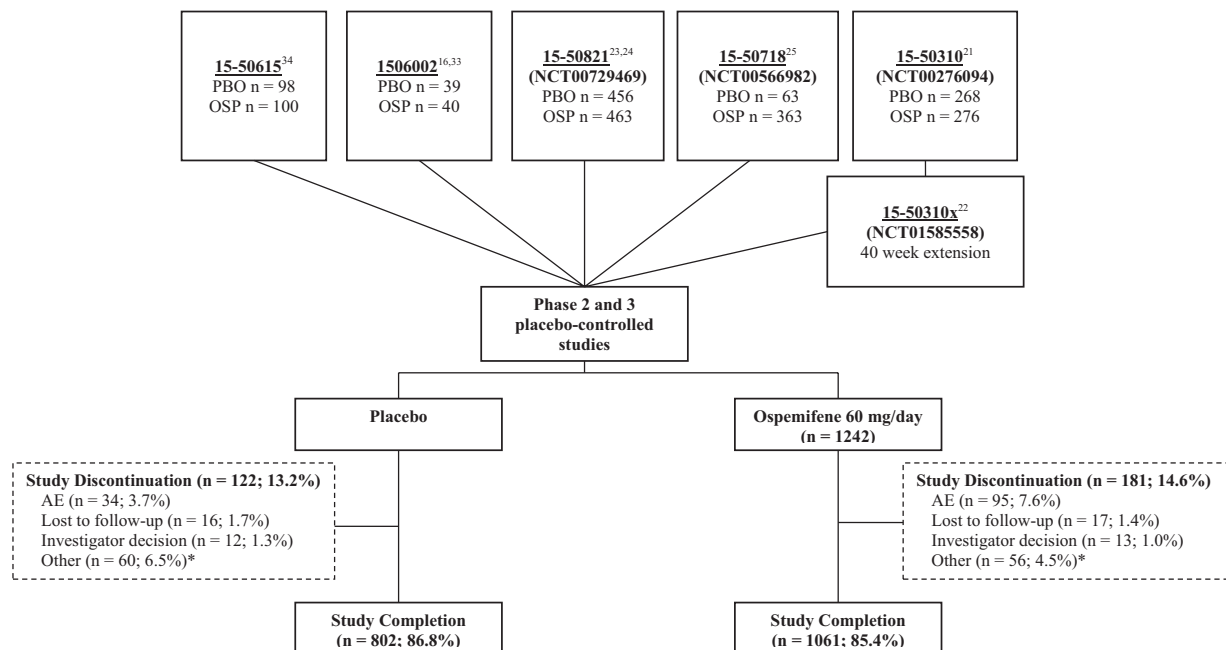 15-50615³⁴
PBO n = 98
OSP n = 100
1506002¹⁶,³³
PBO n = 39
OSP n = 40
15-50821²³,²⁴
(NCT00729469)
PBO n = 456
OSP n = 463
15-50718²⁵
(NCT00566982)
PBO n = 63
OSP n = 363
15-50310²¹
(NCT00276094)
PBO n = 268
OSP n = 276
15-50310x²²
(NCT01585558)
40 week extension
Phase 2 and 3
placebo-controlled
studies
Placebo
Ospemifene 60 mg/day
(n = 1242)
Study Discontinuation (n = 122; 13.2%)
AE (n = 34; 3.7%)
Lost to follow-up (n = 16; 1.7%)
Investigator decision (n = 12; 1.3%)
Other (n = 60; 6.5%)*
Study Discontinuation (n = 181; 14.6%)
AE (n = 95; 7.6%)
Lost to follow-up (n = 17; 1.4%)
Investigator decision (n = 13; 1.0%)
Other (n = 56; 4.5%)*
Study Completion
(n = 802; 86.8%)
Study Completion
(n = 1061; 85.4%)